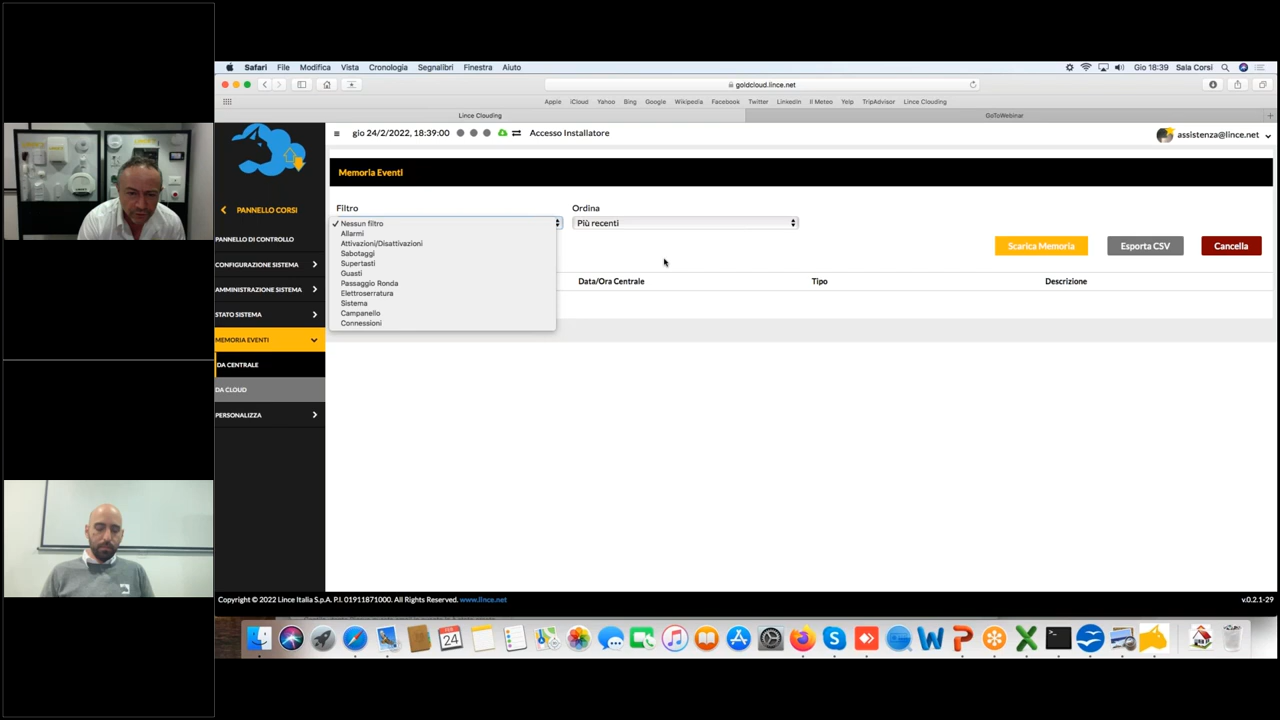 Safari File Modifica Vista Cronologia Segnalibri Finestra Aiuto Gio 18:39 Sala Corsi
goldcloud.lince.net
Apple iCloud Yahoo Bing Google Wikipedia Facebook Twitter LinkedIn Il Meteo Yelp TripAdvisor Lince Clouding
Lince Clouding GoToWebinar
gio 24/2/2022, 18:39:00 Accesso Installatore assistenza@lince.net
Memoria Eventi
Filtro Ordina
PANNELLO CORSI
Nessun filtro Più recenti
Allarmi
Attivazioni/Disattivazioni
Sabotaggi
Supertasti
Guasti
Passaggio Ronda
Elettroserratura
Sistema
Campanello
Connessioni
Scarica Memoria Esporta CSV Cancella
Data/Ora Centrale Tipo Descrizione
PANNELLO DI CONTROLLO
CONFIGURAZIONE SISTEMA
AMMINISTRAZIONE SISTEMA
STATO SISTEMA
MEMORIA EVENTI
DA CENTRALE
DA CLOUD
PERSONALIZZA
Copyright © 2022 Lince Italia S.p.A. P.I. 01911871000. All Rights Reserved. www.lince.net v.0.2.1-29
24